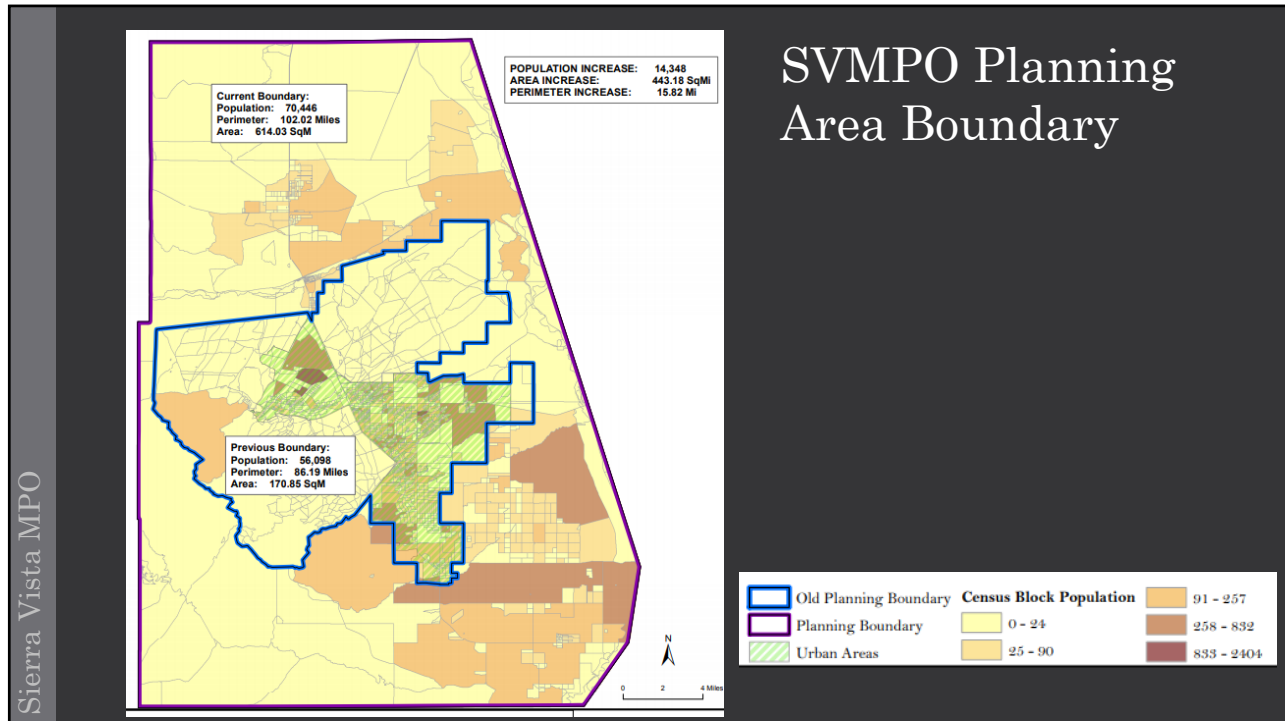 SVMPO Planning
Area Boundary
POPULATION INCREASE: 14,348
AREA INCREASE: 443.18 SqMi
PERIMETER INCREASE: 15.82 Mi
Current Boundary:
Population: 70,446
Perimeter: 102.02 Miles
Area: 614.03 SqM
Previous Boundary:
Population: 56,098
Perimeter: 86.19 Miles
Area: 170.85 SqM
N
0 2 4 Miles
Old Planning Boundary
Planning Boundary
Urban Areas
Census Block Population
0 - 24
25 - 90
91 - 257
258 - 832
833 - 2404
Sierra Vista MPO